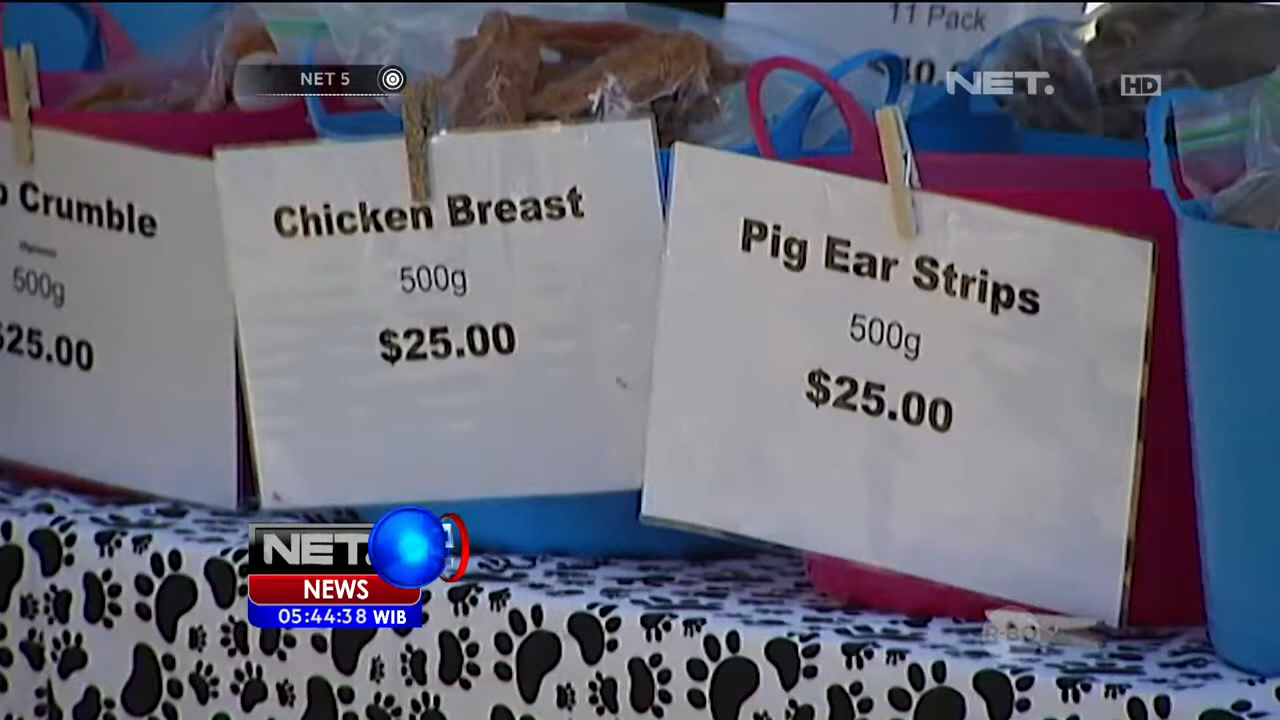 11 Pack
NET 5
NET.
HD
Crumble
500g
$25.00
Chicken Breast
500g
$25.00
Pig Ear Strips
500g
$25.00
NET.
NEWS
05:44:38 WIB